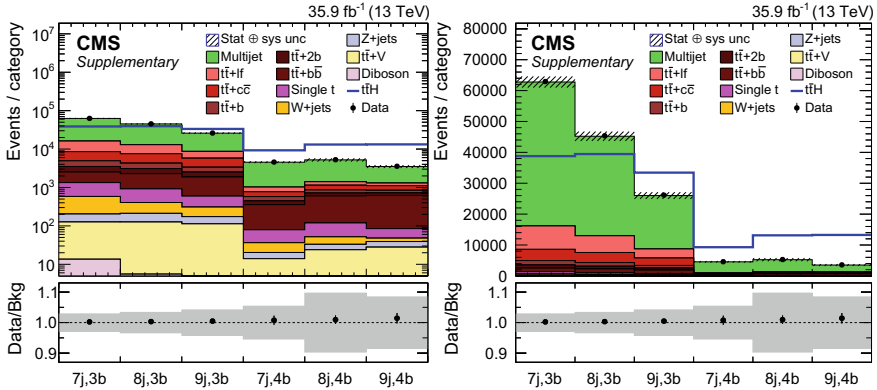 35.9 fb⁻¹ (13 TeV)
CMS
Supplementary
Stat ⊕ sys unc
Multijet
tt̄+lf
tt̄+cc̄
tt̄+b
tt̄+2b
tt̄+bb̄
Single t
W+jets
Z+jets
tt̄+V
Diboson
tt̄H
Data
Events / category
10⁷
10⁶
10⁵
10⁴
10³
10²
10
Data/Bkg
1.1
1.0
0.9
7j,3b 8j,3b 9j,3b 7j,4b 8j,4b 9j,4b
35.9 fb⁻¹ (13 TeV)
CMS
Supplementary
Stat ⊕ sys unc
Multijet
tt̄+lf
tt̄+cc̄
tt̄+b
tt̄+2b
tt̄+bb̄
Single t
W+jets
Z+jets
tt̄+V
Diboson
tt̄H
Data
Events / category
80000
70000
60000
50000
40000
30000
20000
10000
0
Data/Bkg
1.1
1.0
0.9
7j,3b 8j,3b 9j,3b 7j,4b 8j,4b 9j,4b